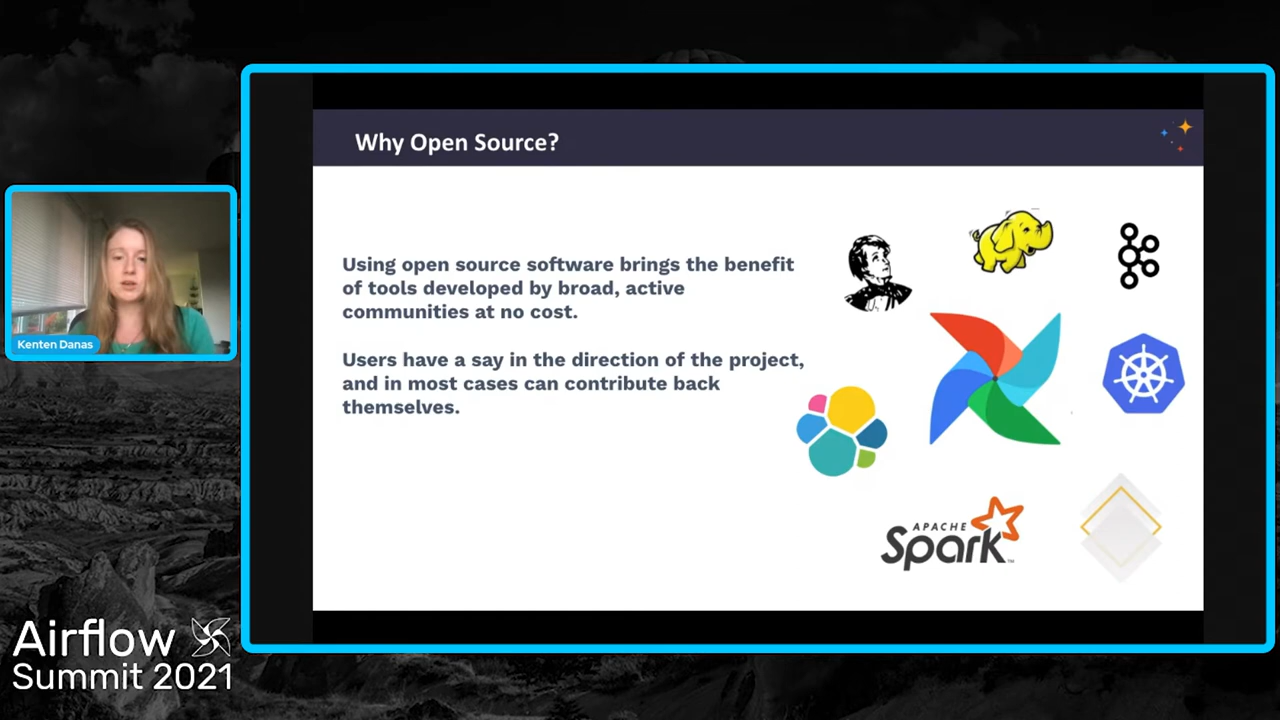 Why Open Source?
Using open source software brings the benefit
of tools developed by broad, active
communities at no cost.
Users have a say in the direction of the project,
and in most cases can contribute back
themselves.
APACHE
Spark™
Kenten Danas
Airflow
Summit 2021